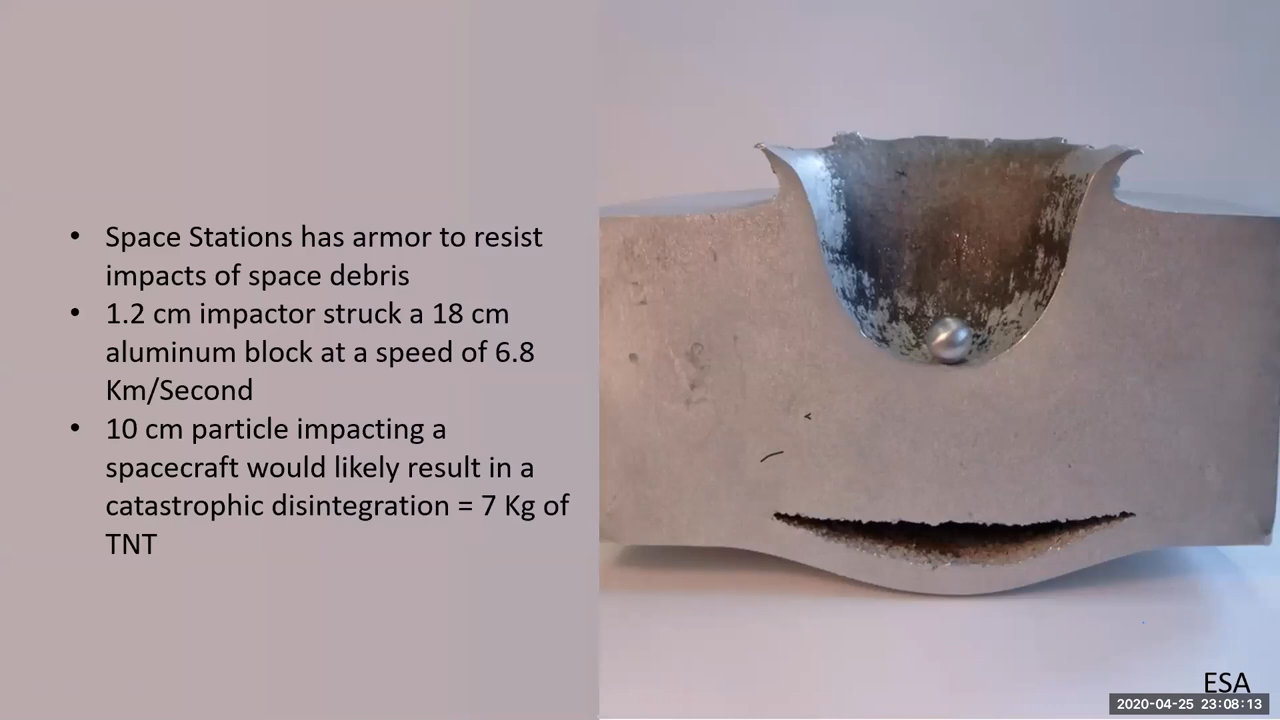 • Space Stations has armor to resist
impacts of space debris
• 1.2 cm impactor struck a 18 cm
aluminum block at a speed of 6.8
Km/Second
• 10 cm particle impacting a
spacecraft would likely result in a
catastrophic disintegration = 7 Kg of
TNT
ESA
2020-04-25 23:08:13